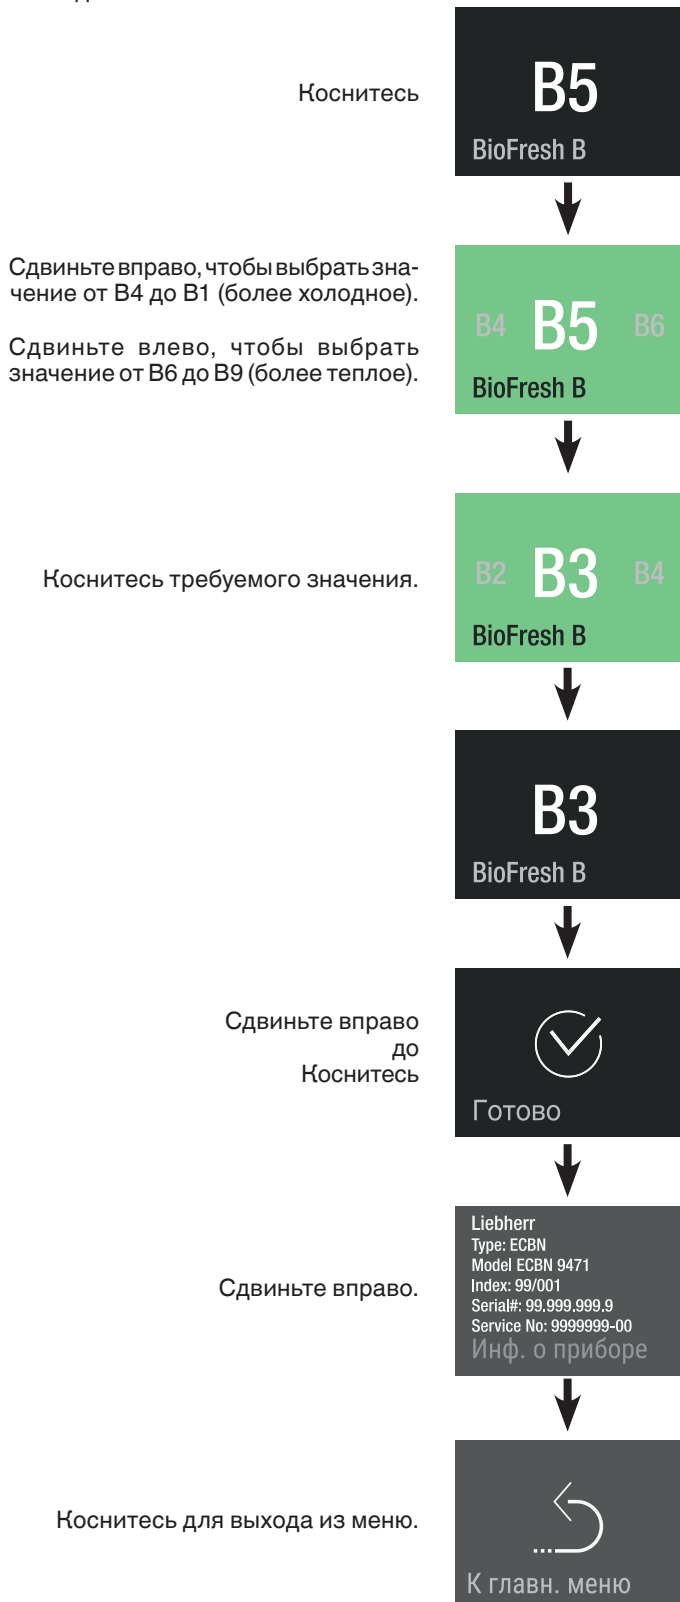 Коснитесь
B5
BioFresh B
Сдвиньте вправо, чтобы выбрать зна-
чение от B4 до B1 (более холодное).
Сдвиньте влево, чтобы выбрать
значение от B6 до B9 (более теплое).
B4 B5 B6
BioFresh B
Коснитесь требуемого значения.
B2 B3 B4
BioFresh B
B3
BioFresh B
Сдвиньте вправо
до
Коснитесь
Готово
Сдвиньте вправо.
Liebherr
Type: ECBN
Model ECBN 9471
Index: 99/001
Serial#: 99.999.999.9
Service No: 9999999-00
Инф. о приборе
Коснитесь для выхода из меню.
К главн. меню